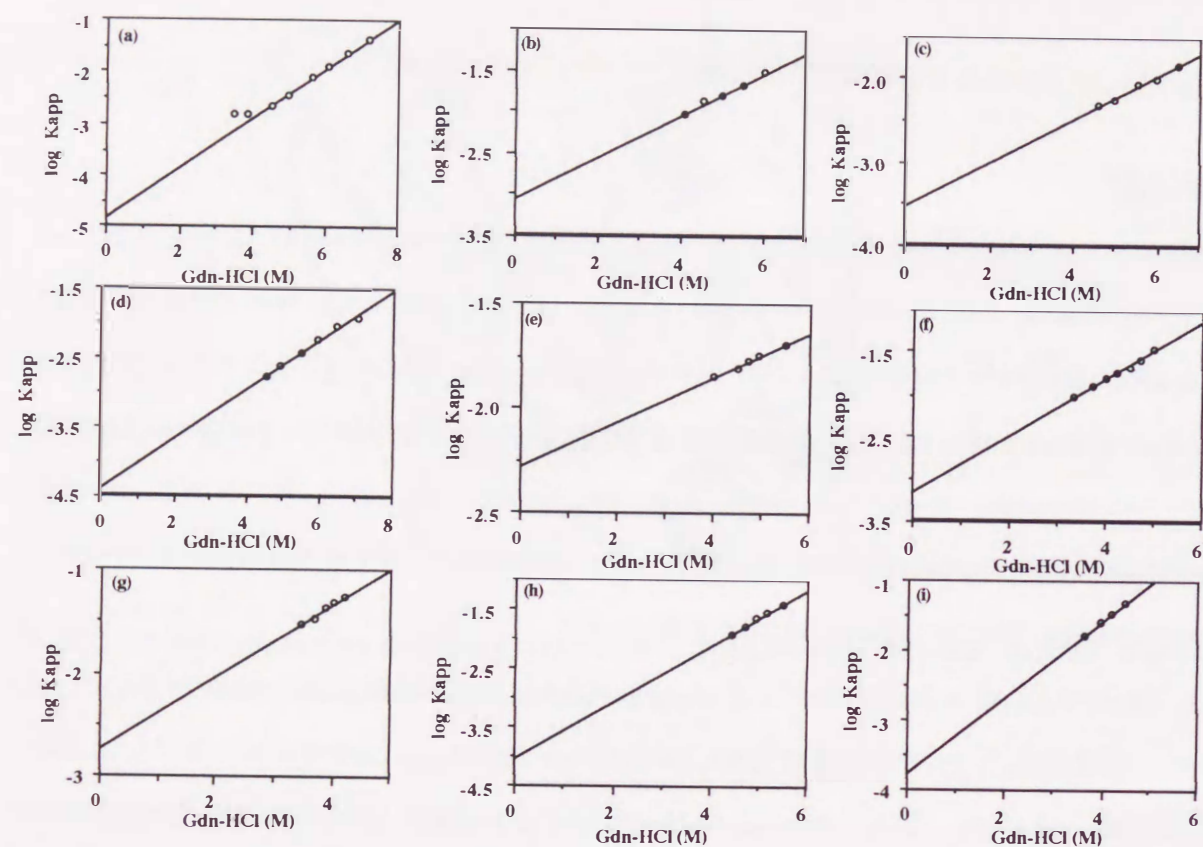 (a)
-1
-2
-3
-4
-5
log Kapp
0 2 4 6 8
Gdn-HCl (M)
(b)
-1.5
-2.5
-3.5
log Kapp
0 2 4 6
Gdn-HCl (M)
(c)
-2.0
-3.0
-4.0
log Kapp
0 2 4 6
Gdn-HCl (M)
(d)
-1.5
-2.5
-3.5
-4.5
log Kapp
0 2 4 6 8
Gdn-HCl (M)
(e)
-1.5
-2.0
-2.5
log Kapp
0 2 4 6
Gdn-HCl (M)
(f)
-1.5
-2.5
-3.5
log Kapp
0 2 4 6
Gdn-HCl (M)
(g)
-1
-2
-3
log Kapp
0 2 4
Gdn-HCl (M)
(h)
-1.5
-2.5
-3.5
-4.5
log Kapp
0 2 4 6
Gdn-HCl (M)
(i)
-1
-2
-3
-4
log Kapp
0 2 4 6
Gdn-HCl (M)